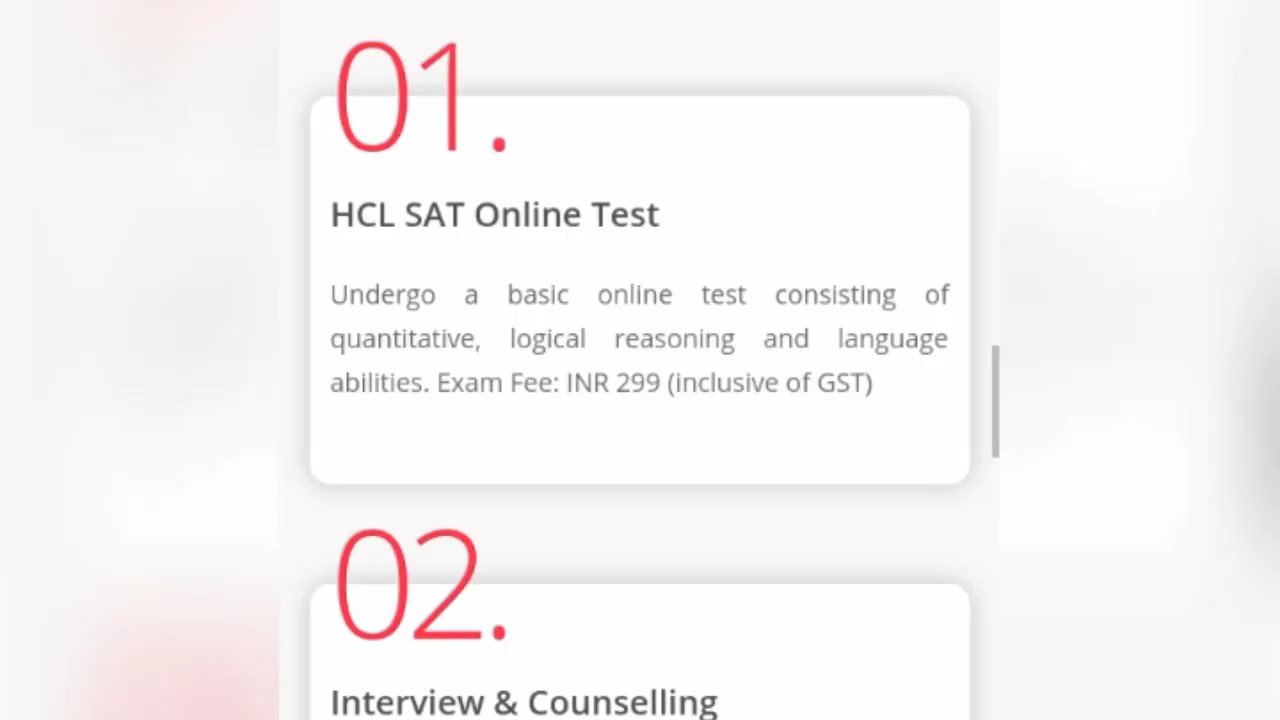 01.
HCL SAT Online Test
Undergo a basic online test consisting of
quantitative, logical reasoning and language
abilities. Exam Fee: INR 299 (inclusive of GST)
02.
Interview & Counselling